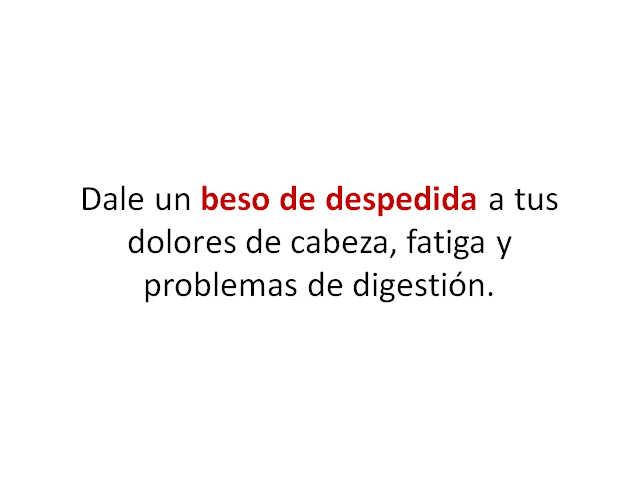 Dale un beso de despedida a tus
dolores de cabeza, fatiga y
problemas de digestión.